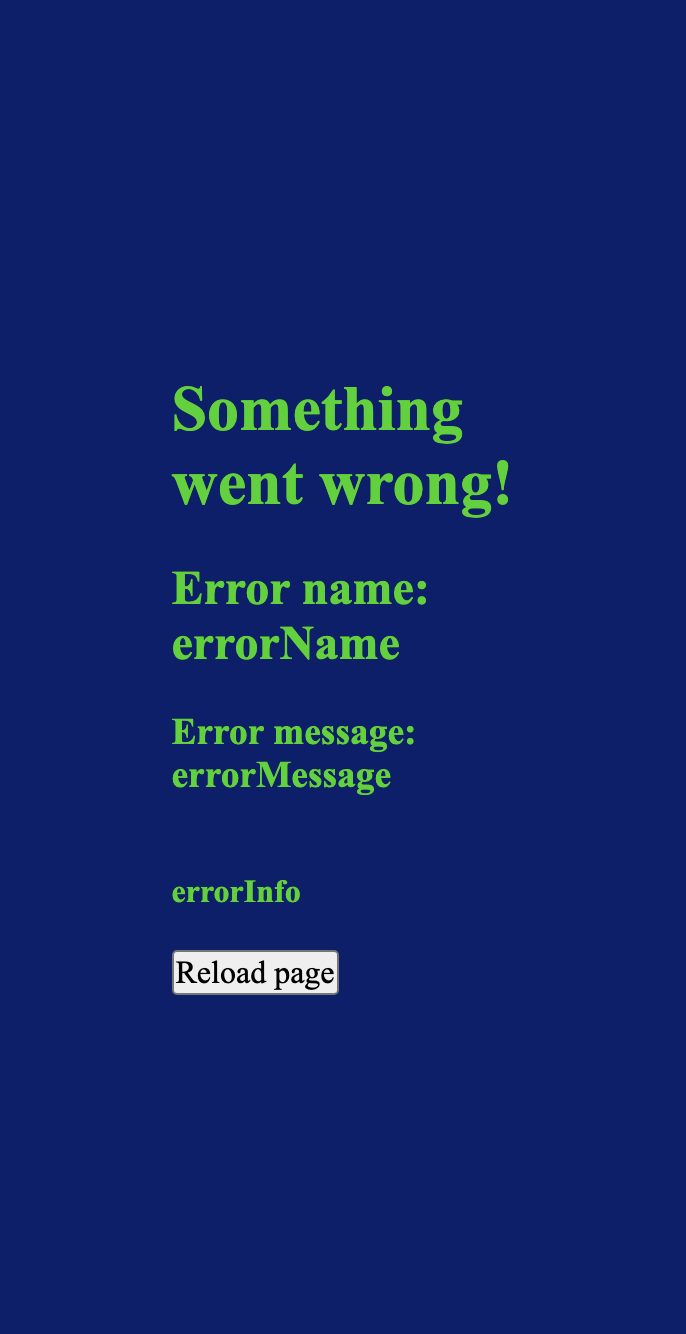 Something
went wrong!
Error name:
errorName
Error message:
errorMessage
errorInfo
Reload page